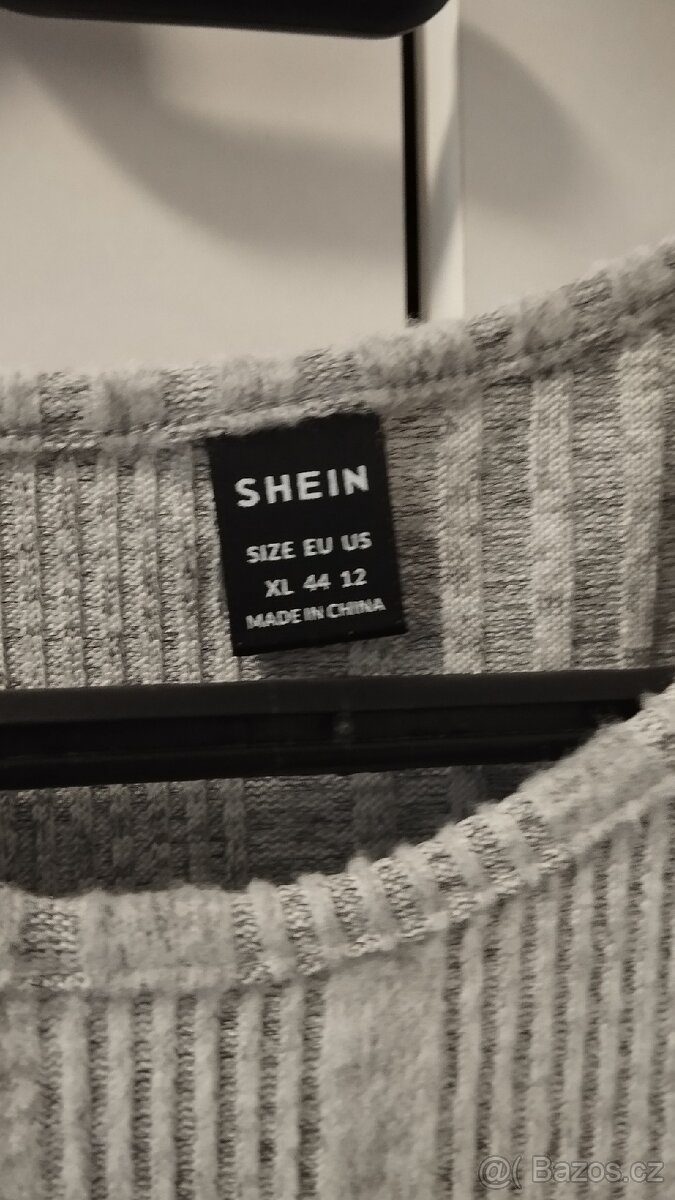 SHEIN
SIZE EU US
XL 44 12
MADE IN CHINA
@( Bazos.cz